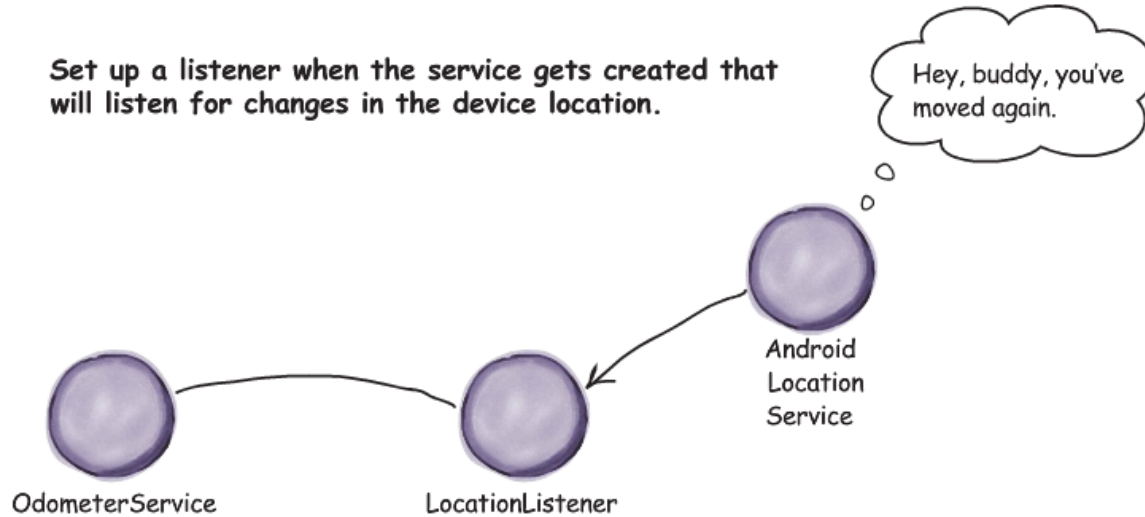 Set up a listener when the service gets created that
will listen for changes in the device location.
Hey, buddy, you've
moved again.
Android
Location
Service
OdometerService
LocationListener